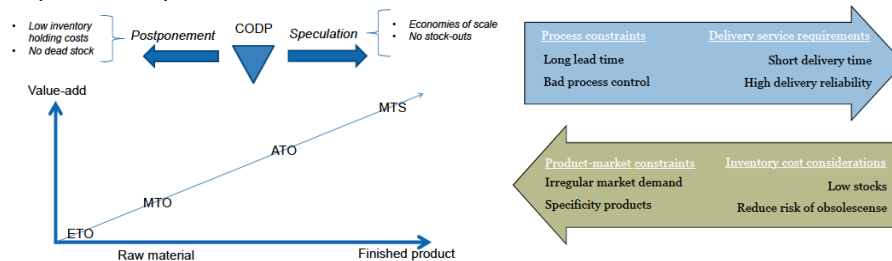 • Low inventory
holding costs
• No dead stock
Postponement
CODP
Speculation
• Economies of scale
• No stock-outs
Value-add
MTS
ATO
MTO
ETO
Raw material
Finished product
Process constraints
Delivery service requirements
Long lead time
Short delivery time
Bad process control
High delivery reliability
Product-market constraints
Inventory cost considerations
Irregular market demand
Low stocks
Specificity products
Reduce risk of obsolescense